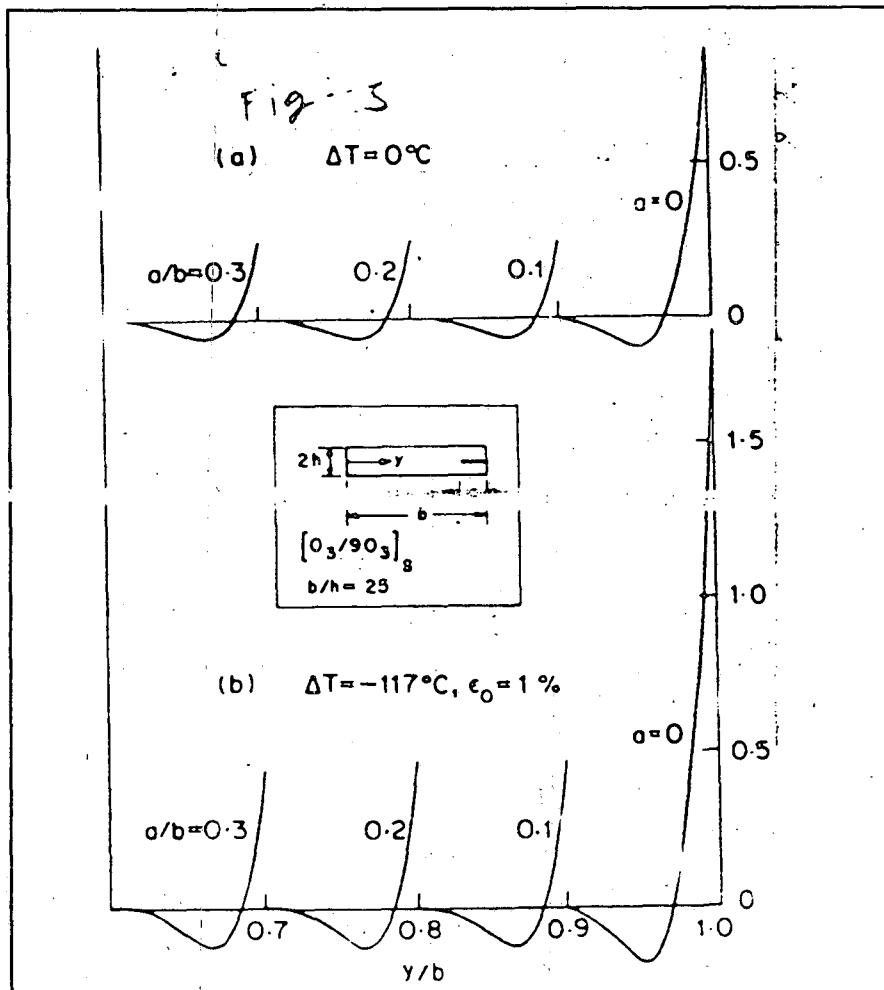 Fig 5
(a) ΔT=0°C
0.5
a=0
a/b=0.3 0.2 0.1
0
1.5
2h
y
b
[0₃/90₃]ₛ
b/h= 25
1.0
(b) ΔT=-117°C, ε₀=1 %
a=0
0.5
a/b=0.3 0.2 0.1
0
0.7 0.8 0.9 1.0
y/b